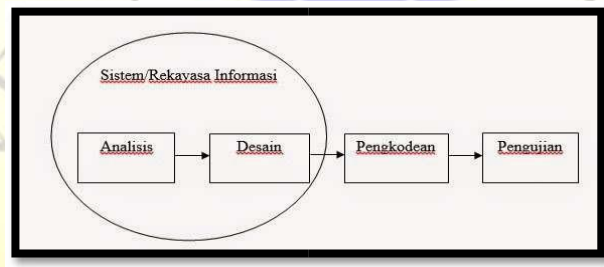 Sistem/Rekayasa Informasi
Analisis
Desain
Pengkodean
Pengujian